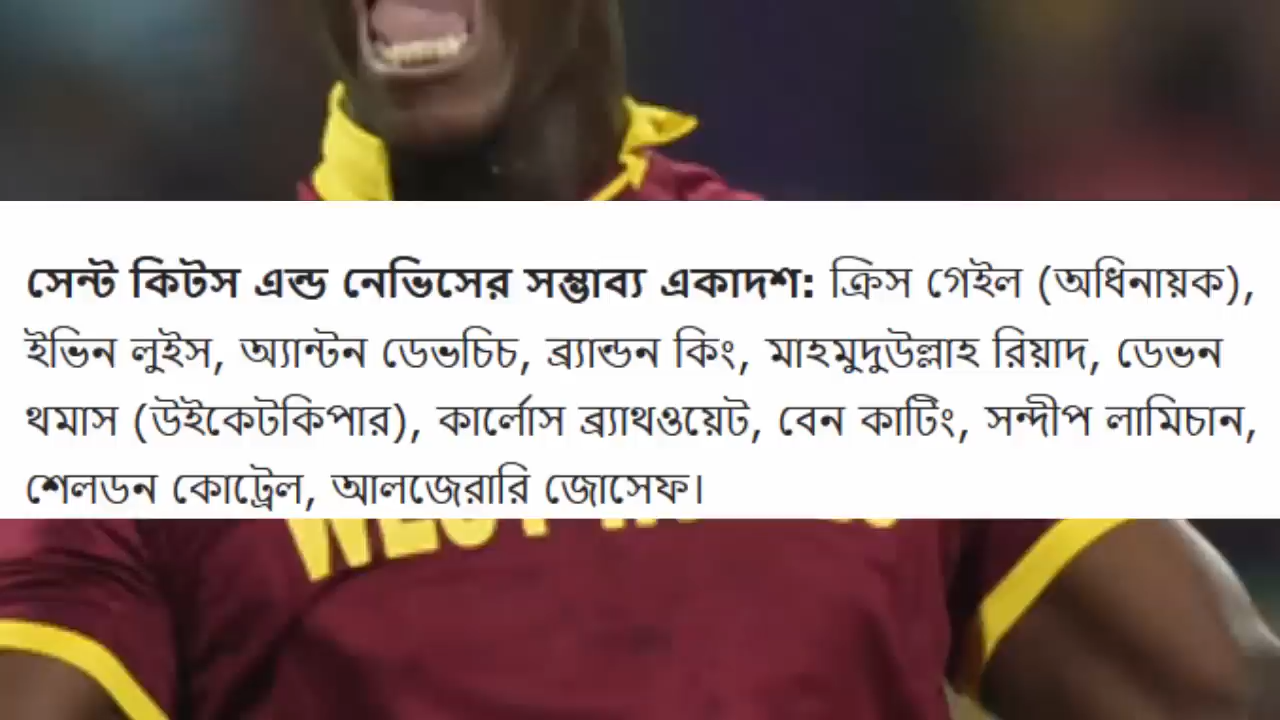 সেন্ট কিটস এন্ড নেভিসের সম্ভাব্য একাদশ: ক্রিস গেইল (অধিনায়ক),
ইভিন লুইস, অ্যান্টন ডেভচিচ, ব্র্যান্ডন কিং, মাহমুদুউল্লাহ রিয়াদ, ডেভন
থমাস (উইকেটকিপার), কার্লোস ব্র্যাথওয়েট, বেন কাটিং, সন্দীপ লামিচান,
শেলডন কোট্রেল, আলজেরারি জোসেফ।